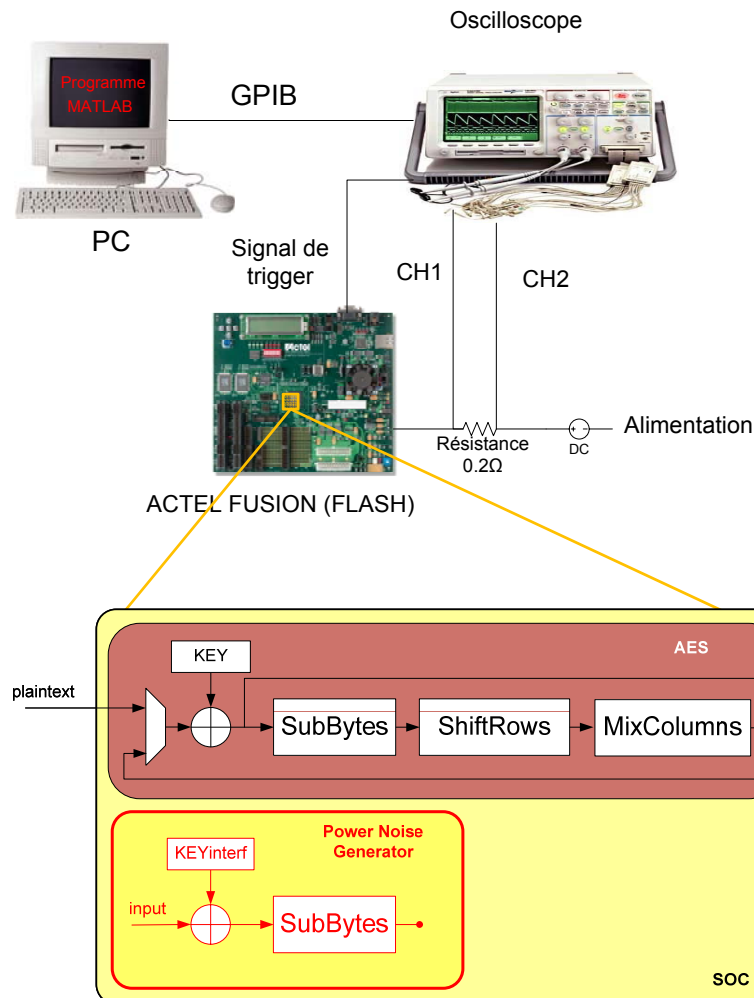 Oscilloscope
Programme
MATLAB
GPIB
PC
Signal de
trigger
CH1
CH2
Actel
Résistance
0.2Ω
DC
Alimentation
ACTEL FUSION (FLASH)
AES
KEY
plaintext
SubBytes
ShiftRows
MixColumns
Power Noise
Generator
KEYinterf
input
SubBytes
SOC